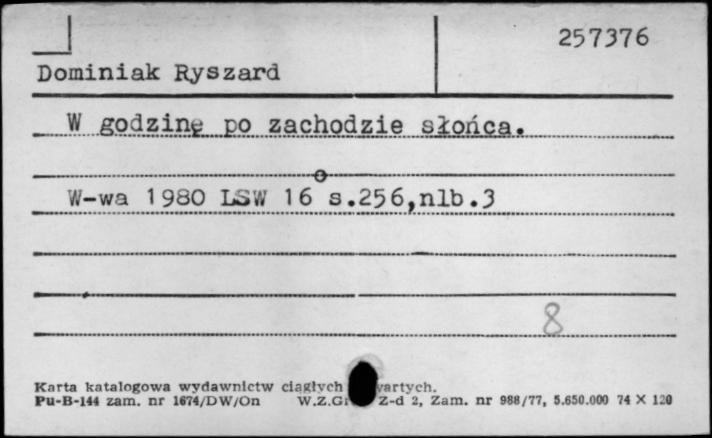 257376
Dominiak Ryszard
W godzinę po zachodzie słońca.
W-wa 1980 LSW 16° s.256,nlb.3
8
Karta katalogowa wydawnictw ciągłych
Pu-B-144 zam. nr 1674/DW/On W.Z.Gr Z-d 2, Zam. nr 988/77, 5.650.000 74 X 120